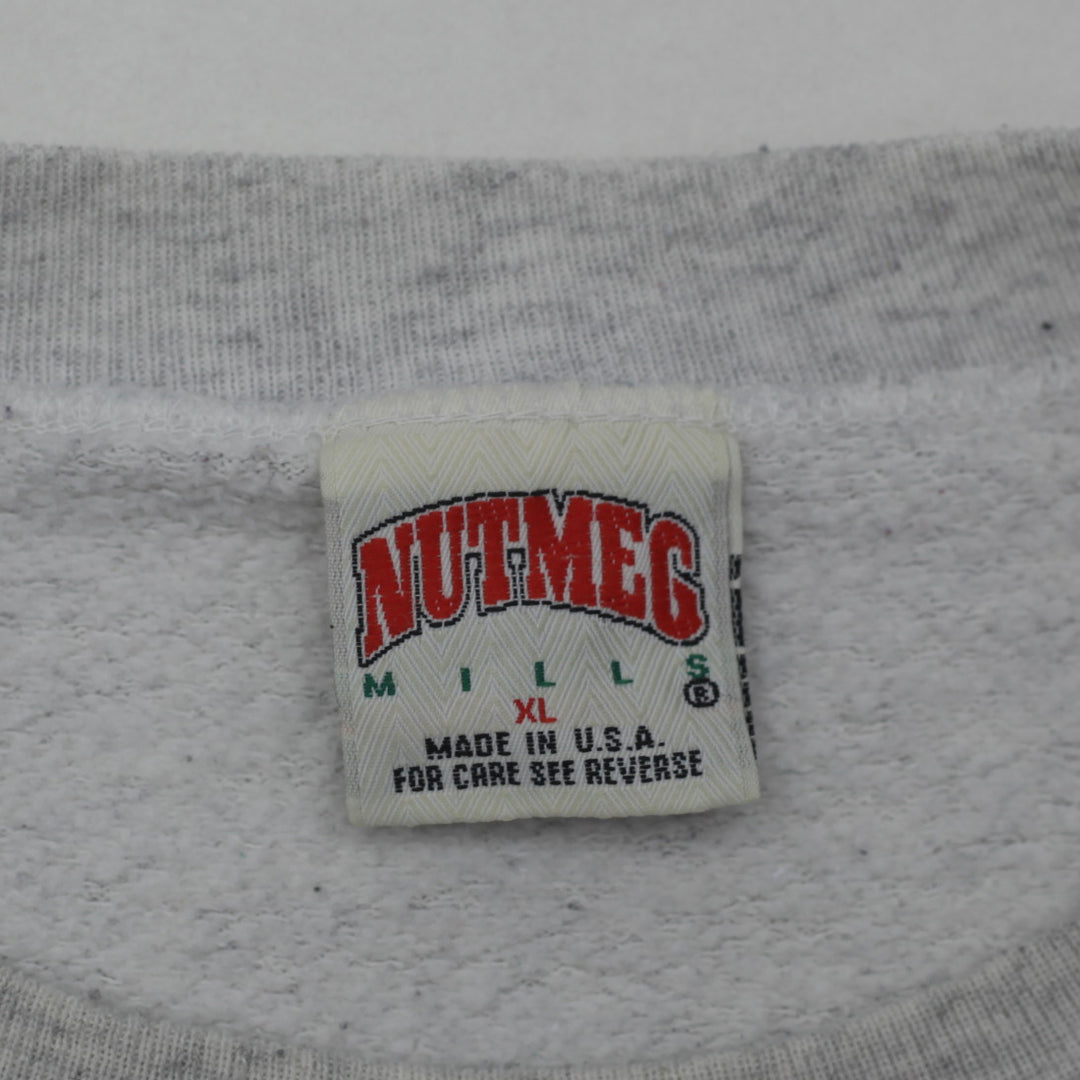 NUTMEG
MILLS®
XL
MADE IN U.S.A.
FOR CARE SEE REVERSE